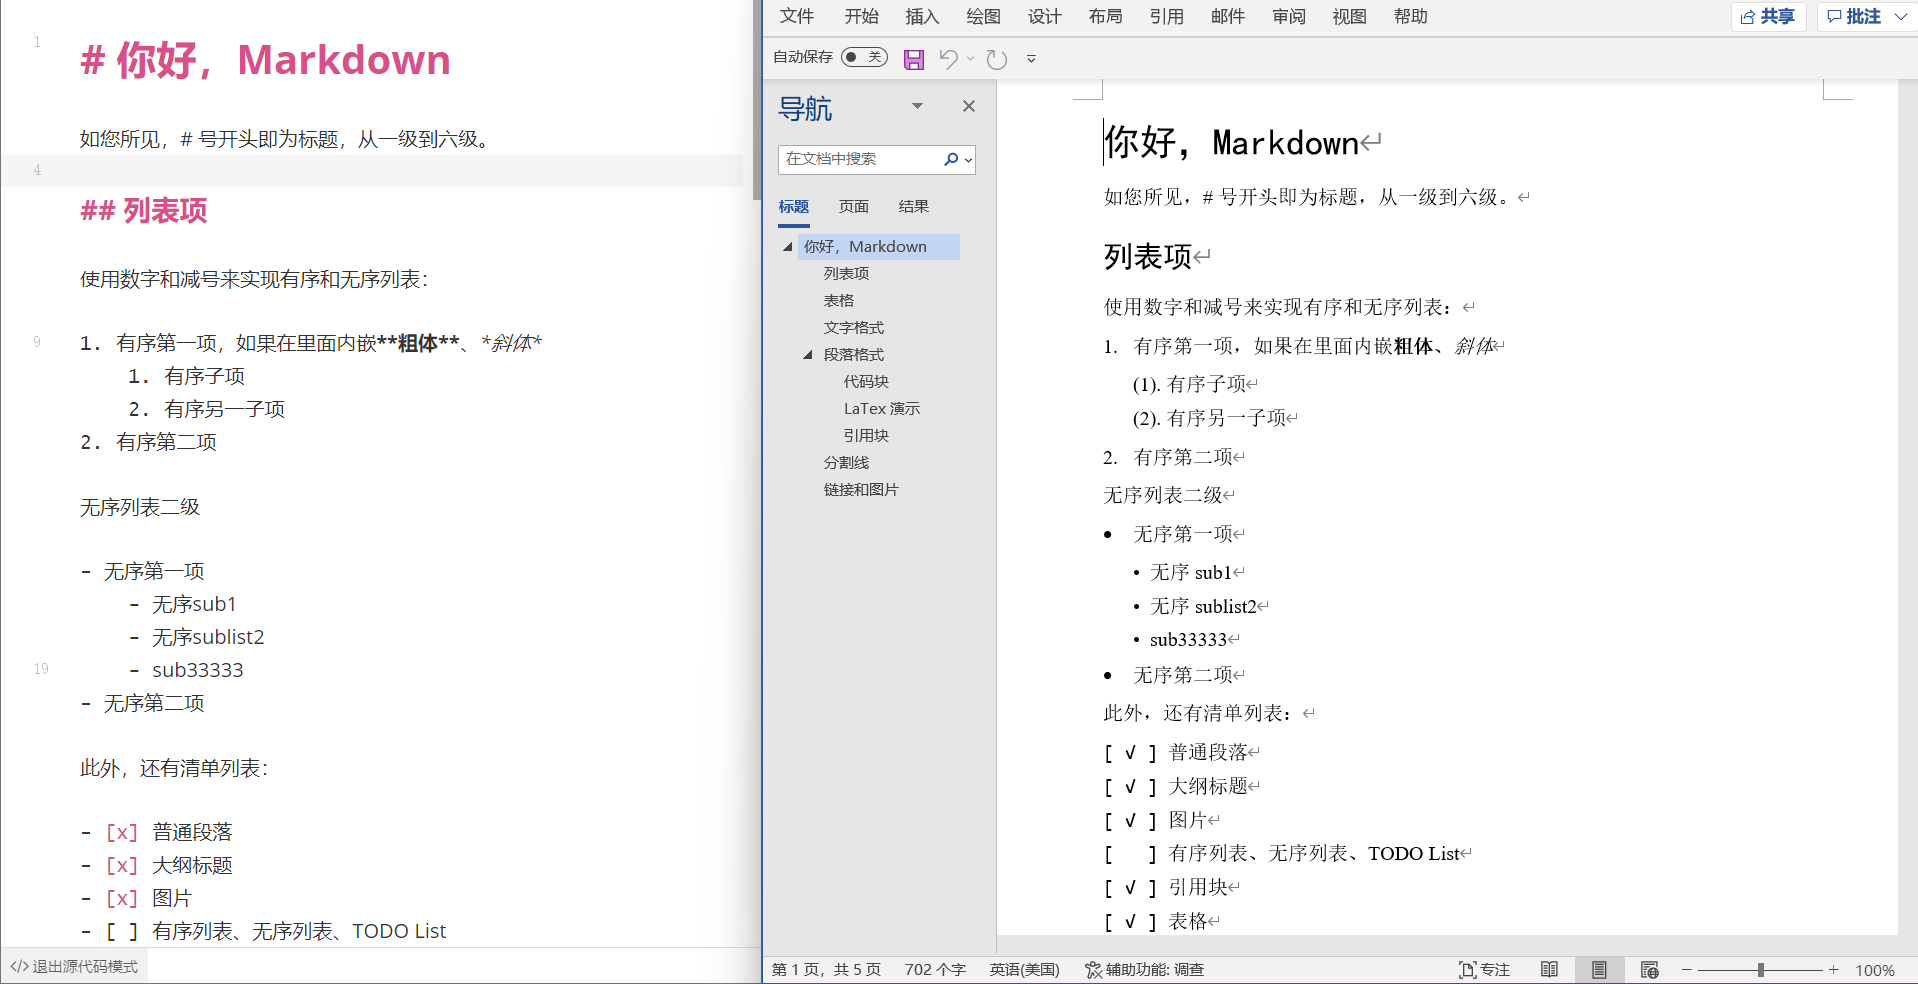 1
# 你好，Markdown
如您所见，# 号开头即为标题，从一级到六级。
4
## 列表项
使用数字和减号来实现有序和无序列表：
9
1. 有序第一项，如果在里面内嵌**粗体**、*斜体*
1. 有序子项
2. 有序另一子项
2. 有序第二项
无序列表二级
- 无序第一项
- 无序sub1
- 无序sublist2
19
- sub33333
- 无序第二项
此外，还有清单列表：
- [x] 普通段落
- [x] 大纲标题
- [x] 图片
- [ ] 有序列表、无序列表、TODO List
</> 退出源代码模式
文件 开始 插入 绘图 设计 布局 引用 邮件 审阅 视图 帮助 共享 批注
自动保存 关
导航
在文档中搜索
标题 页面 结果
你好，Markdown
列表项
表格
文字格式
段落格式
代码块
LaTex 演示
引用块
分割线
链接和图片
你好，Markdown↵
如您所见，# 号开头即为标题，从一级到六级。↵
列表项↵
使用数字和减号来实现有序和无序列表：↵
1. 有序第一项，如果在里面内嵌粗体、斜体↵
(1). 有序子项↵
(2). 有序另一子项↵
2. 有序第二项↵
无序列表二级↵
• 无序第一项↵
• 无序 sub1↵
• 无序 sublist2↵
• sub33333↵
• 无序第二项↵
此外，还有清单列表：↵
[ √ ] 普通段落↵
[ √ ] 大纲标题↵
[ √ ] 图片↵
[ ] 有序列表、无序列表、TODO List↵
[ √ ] 引用块↵
[ √ ] 表格↵
第 1 页，共 5 页 702 个字 英语(美国) 辅助功能: 调查 专注 100%